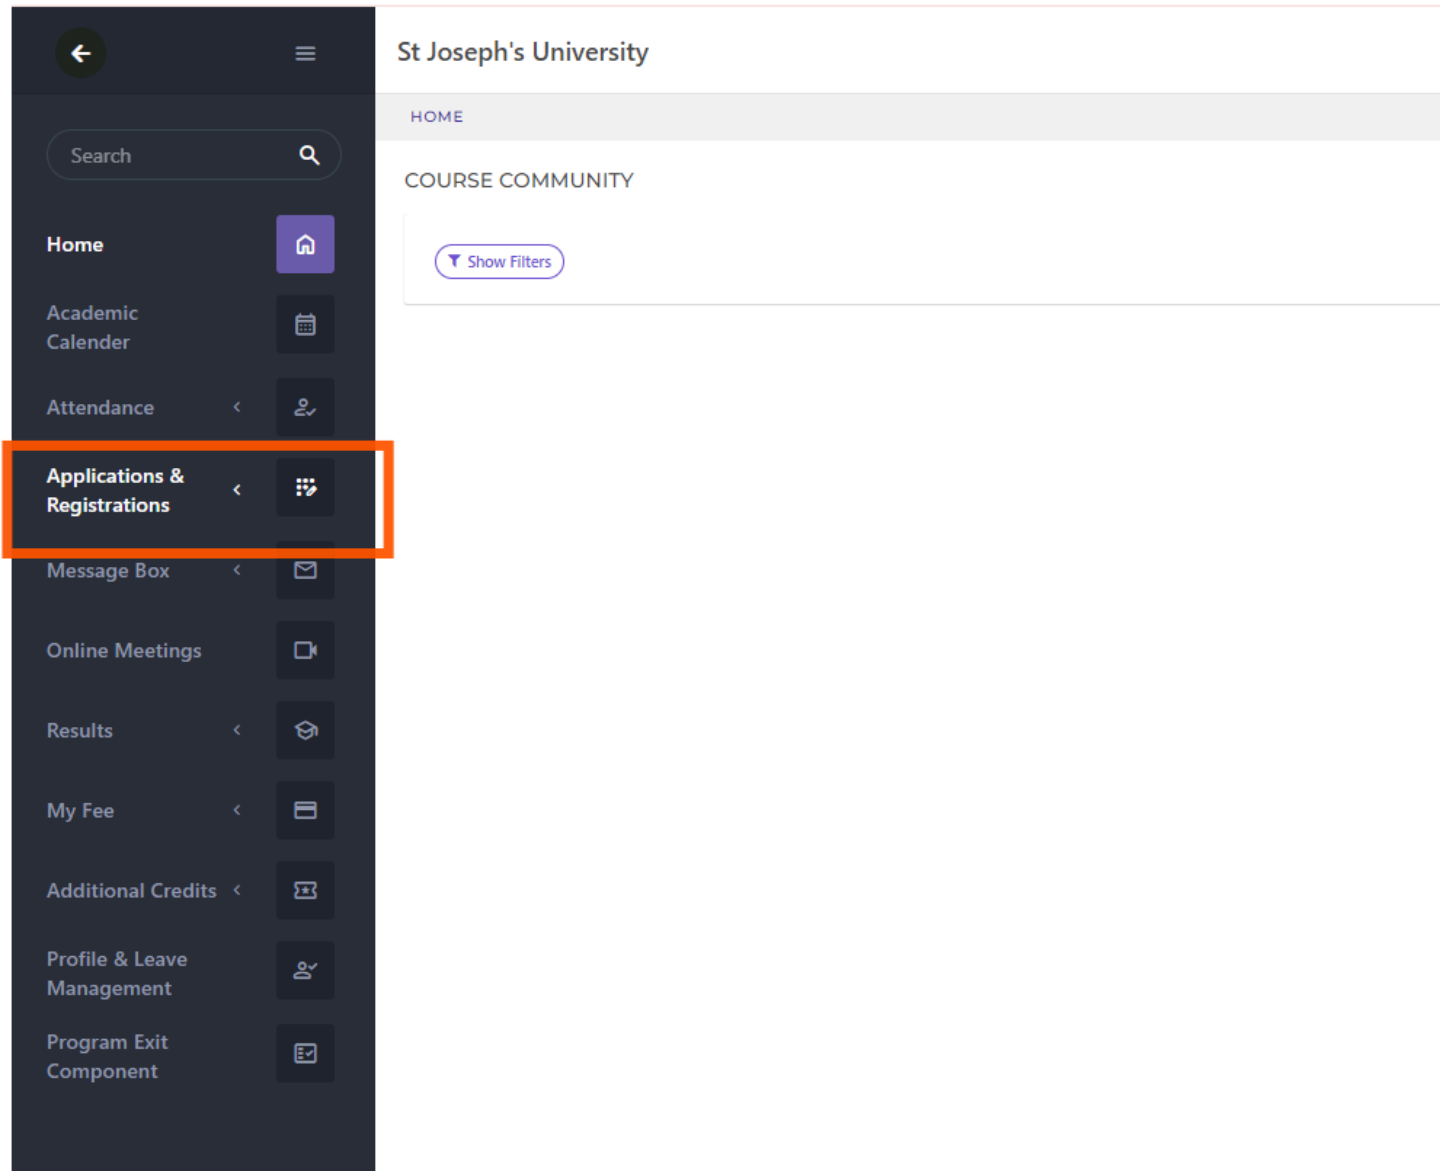 St Joseph's University
HOME
Search
COURSE COMMUNITY
Show Filters
Home
Academic
Calender
Attendance
Applications &
Registrations
Message Box
Online Meetings
Results
My Fee
Additional Credits
Profile & Leave
Management
Program Exit
Component